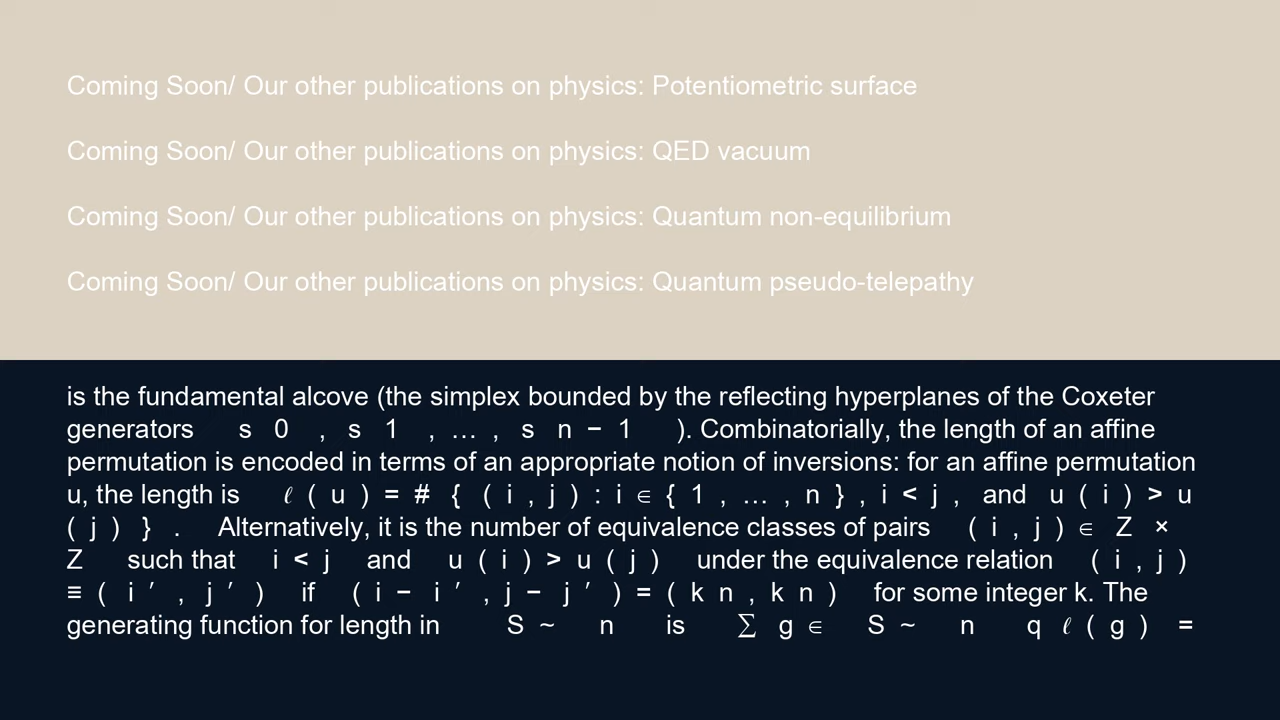 Coming Soon/ Our other publications on physics: Potentiometric surface
Coming Soon/ Our other publications on physics: QED vacuum
Coming Soon/ Our other publications on physics: Quantum non-equilibrium
Coming Soon/ Our other publications on physics: Quantum pseudo-telepathy
is the fundamental alcove (the simplex bounded by the reflecting hyperplanes of the Coxeter
generators s 0 , s 1 , … , s n − 1 ). Combinatorially, the length of an affine
permutation is encoded in terms of an appropriate notion of inversions: for an affine permutation
u, the length is ℓ ( u ) = # { ( i , j ) : i ∈ { 1 , … , n } , i < j , and u ( i ) > u
( j ) } . Alternatively, it is the number of equivalence classes of pairs ( i , j ) ∈ Z ×
Z such that i < j and u ( i ) > u ( j ) under the equivalence relation ( i , j )
≡ ( i ′ , j ′ ) if ( i − i ′ , j − j ′ ) = ( k n , k n ) for some integer k. The
generating function for length in S ~ n is ∑ g ∈ S ~ n q ℓ ( g ) =